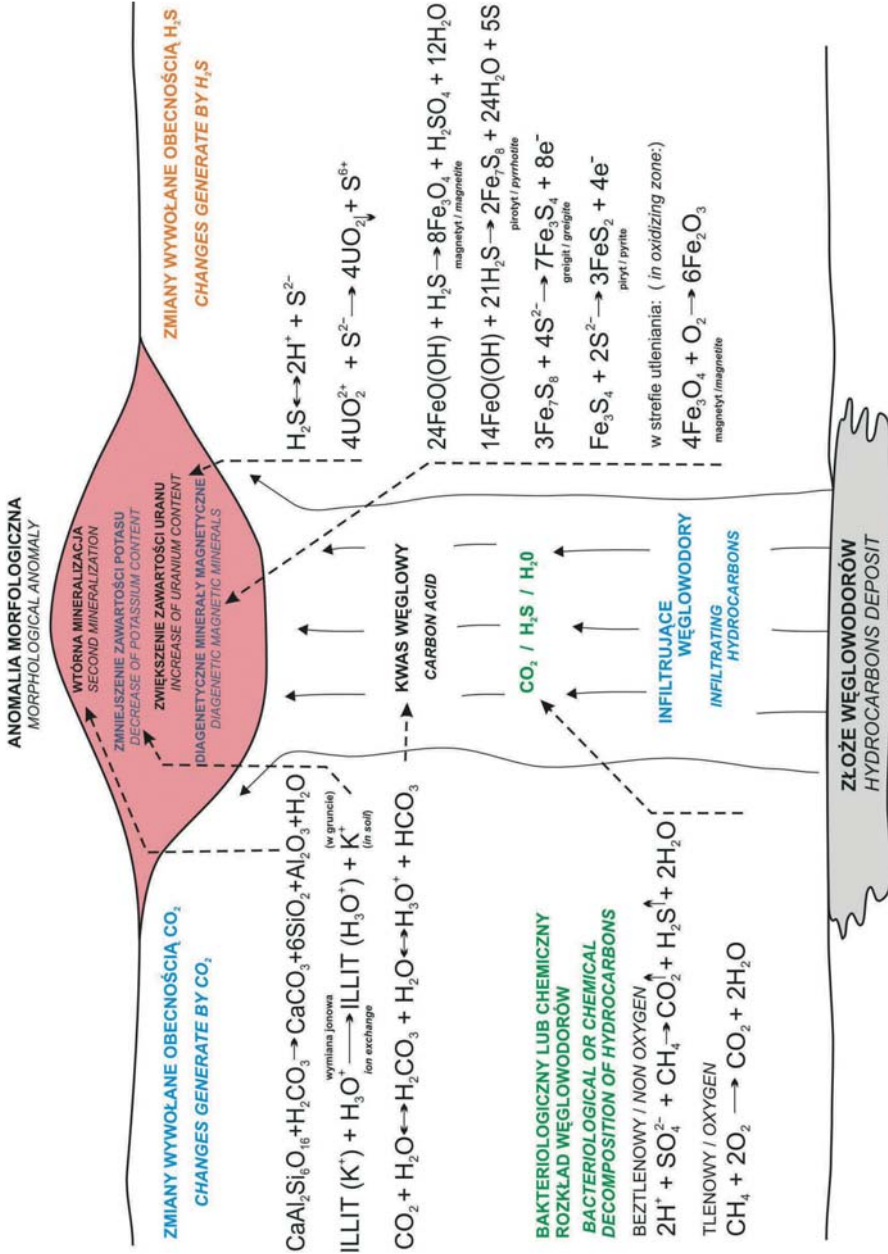 ANOMALIA MORFOLOGICZNA
MORPHOLOGICAL ANOMALY
ZMIANY WYWOŁANE OBECNOŚCIĄ CO₂
CHANGES GENERATE BY CO₂
ZMIANY WYWOŁANE OBECNOŚCIĄ H₂S
CHANGES GENERATE BY H₂S
WTÓRNA MINERALIZACJA
SECOND MINERALIZATION
ZMNIEJSZENIE ZAWARTOŚCI POTASU
DECREASE OF POTASSIUM CONTENT
ZWIĘKSZENIE ZAWARTOŚCI URANU
INCREASE OF URANIUM CONTENT
DIAGENETYCZNE MINERAŁY MAGNETYCZNE
DIAGENETIC MAGNETIC MINERALS
CaAl₂Si₆O₁₆+H₂CO₃→CaCO₃+6SiO₂+Al₂O₃+H₂O
wymiana jonowa
(w gruncie)
ILLIT (K⁺) + H₃O⁺→ILLIT (H₃O⁺) + K⁺
ion exchange
(in soil)
CO₂ + H₂O↔H₂CO₃ + H₂O↔H₃O⁺ + HCO₃
H₂S↔2H⁺ + S²⁻
4UO₂²⁺ + S²⁻→4UO₂↓ + S⁶⁺
24FeO(OH) + H₂S→8Fe₃O₄ + H₂SO₄ + 12H₂O
magnetyt / magnetite
14FeO(OH) + 21H₂S→2Fe₇S₈ + 24H₂O + 5S
pirotyt / pyrrhotite
3Fe₇S₈ + 4S²⁻→7Fe₃S₄ + 8e⁻
greigit / greigite
Fe₃S₄ + 2S²⁻→3FeS₂ + 4e⁻
piryt / pyrite
w strefie utleniania: ( in oxidizing zone:)
4Fe₃O₄ + O₂ → 6Fe₂O₃
magnetyt /magnetite
KWAS WĘGLOWY
CARBON ACID
CO₂ / H₂S / H₂0
INFILTRUJĄCE
WĘGLOWODORY
INFILTRATING
HYDROCARBONS
BAKTERIOLOGICZNY LUB CHEMICZNY
ROZKŁAD WĘGLOWODORÓW
BACTERIOLOGICAL OR CHEMICAL
DECOMPOSITION OF HYDROCARBONS
BEZTLENOWY / NON OXYGEN
2H⁺ + SO₄²⁻ + CH₄→CO₂↑ + H₂S↑ + 2H₂O
TLENOWY / OXYGEN
CH₄ + 2O₂ → CO₂ + 2H₂O
ZŁOŻE WĘGLOWODORÓW
HYDROCARBONS DEPOSIT